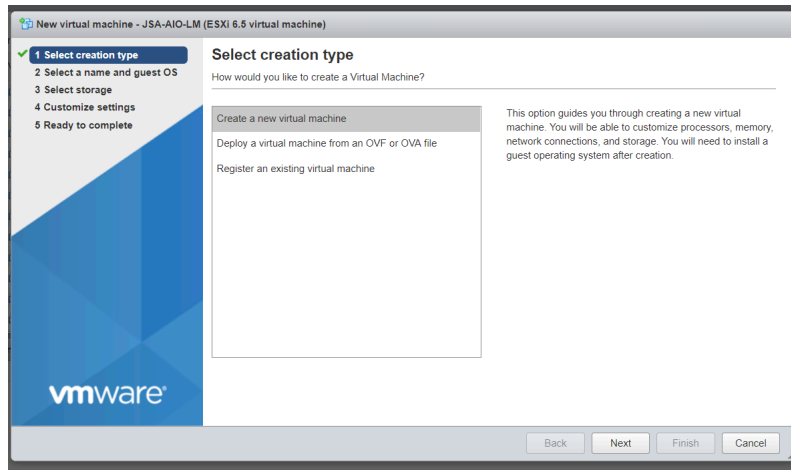 New virtual machine - JSA-AIO-LM (ESXi 6.5 virtual machine)
1 Select creation type
2 Select a name and guest OS
3 Select storage
4 Customize settings
5 Ready to complete
Select creation type
How would you like to create a Virtual Machine?
Create a new virtual machine
Deploy a virtual machine from an OVF or OVA file
Register an existing virtual machine
This option guides you through creating a new virtual
machine. You will be able to customize processors, memory,
network connections, and storage. You will need to install a
guest operating system after creation.
vmware®
Back
Next
Finish
Cancel